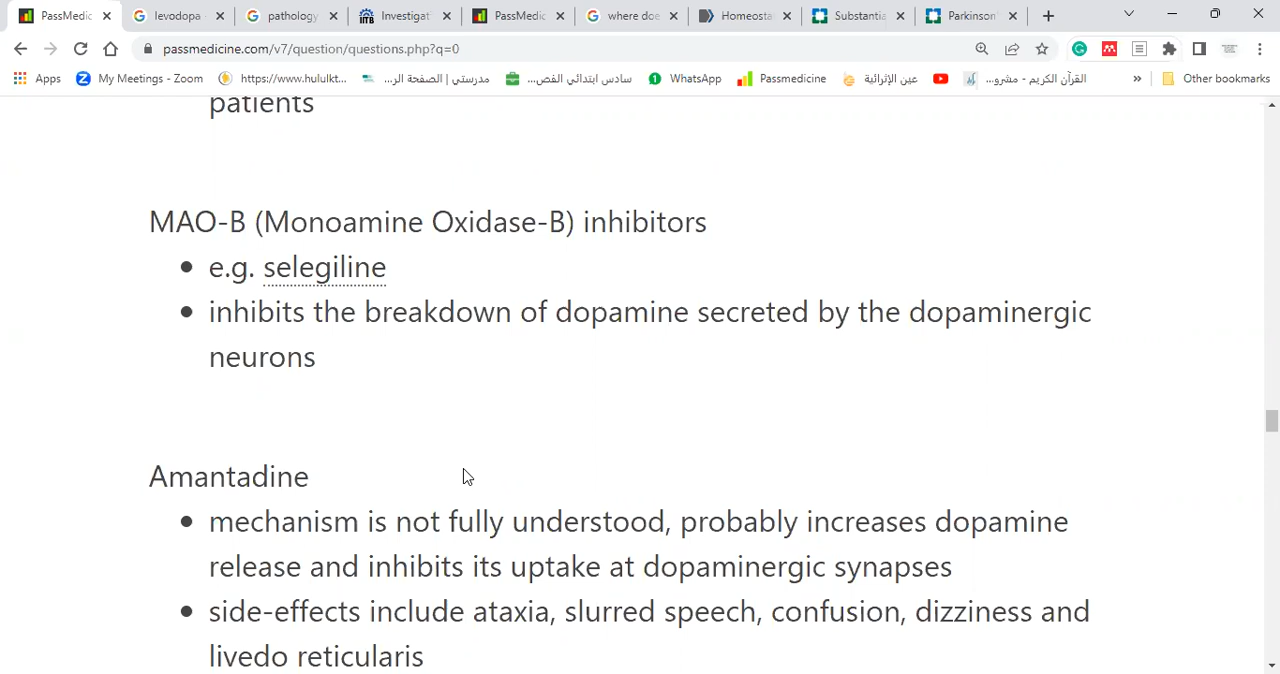 PassMedic
levodopa
pathology
Investigat
PassMedic
where doe
Homeosta
Substantia
Parkinson
passmedicine.com/v7/question/questions.php?q=0
Apps
My Meetings - Zoom
https://www.hululkt...
مدرستي | الصفحة الر...
سادس ابتدائي الفص...
WhatsApp
Passmedicine
عين الإثرائية
القرآن الكريم - مشرو...
»
Other bookmarks
patients
MAO-B (Monoamine Oxidase-B) inhibitors
• e.g. selegiline
• inhibits the breakdown of dopamine secreted by the dopaminergic
neurons
Amantadine
• mechanism is not fully understood, probably increases dopamine
release and inhibits its uptake at dopaminergic synapses
• side-effects include ataxia, slurred speech, confusion, dizziness and
livedo reticularis